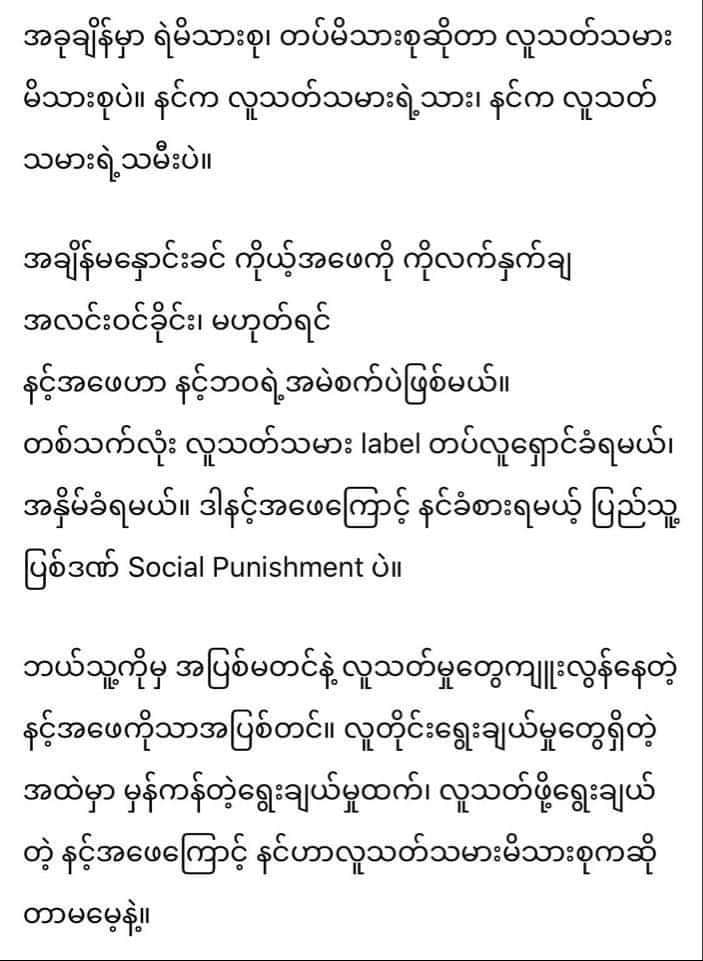 အခုချိန်မှာ ရဲမိသားစု၊ တပ်မိသားစုဆိုတာ လူသတ်သမား
မိသားစုပဲ။ နင်က လူသတ်သမားရဲ့သား၊ နင်က လူသတ်
သမားရဲ့သမီးပဲ။
အချိန်မနှောင်းခင် ကိုယ့်အဖေကို ကိုလက်နှက်ချ
အလင်းဝင်ခိုင်း၊ မဟုတ်ရင်
နင့်အဖေဟာ နင့်ဘဝရဲ့အမဲစက်ပဲဖြစ်မယ်။
တစ်သက်လုံး လူသတ်သမား label တပ်လူရှောင်ခံရမယ်၊
အနှိမ်ခံရမယ်။ ဒါနင့်အဖေကြောင့် နင်ခံစားရမယ့် ပြည်သူ့
ပြစ်ဒဏ် Social Punishment ပဲ။
ဘယ်သူ့ကိုမှ အပြစ်မတင်နဲ့ လူသတ်မှုတွေကျူးလွန်နေတဲ့
နင့်အဖေကိုသာအပြစ်တင်။ လူတိုင်းရွေးချယ်မှုတွေရှိတဲ့
အထဲမှာ မှန်ကန်တဲ့ရွေးချယ်မှုထက်၊ လူသတ်ဖို့ရွေးချယ်
တဲ့ နင့်အဖေကြောင့် နင်ဟာလူသတ်သမားမိသားစုကဆို
တာမမေ့နဲ့။